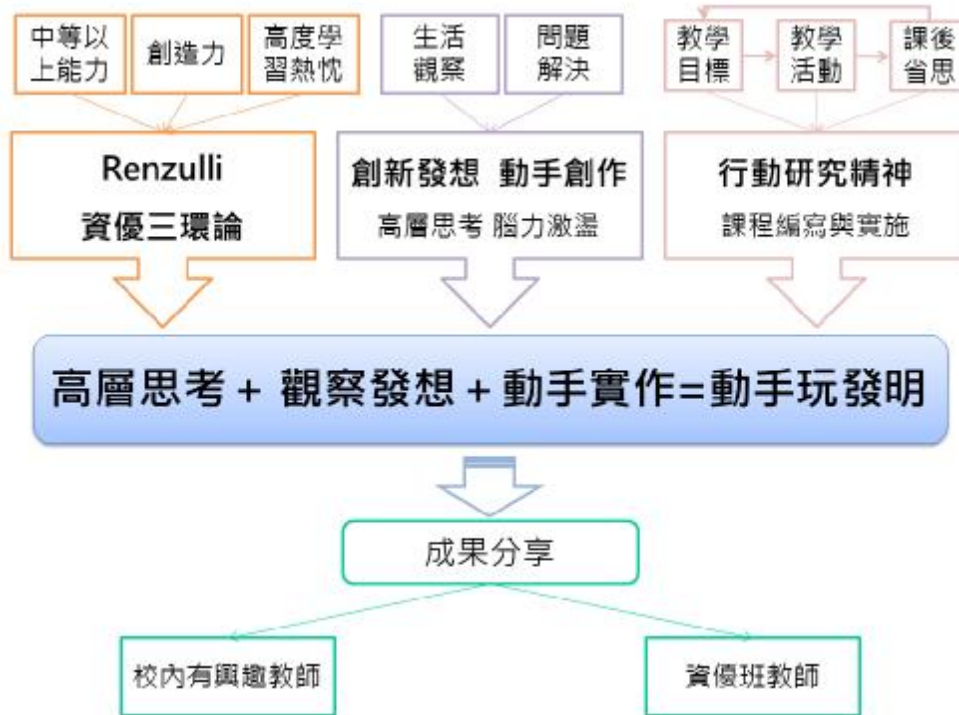 中等以
上能力
創造力
高度學
習熱忱
生活
觀察
問題
解決
教學
目標
教學
活動
課後
省思
Renzulli
資優三環論
創新發想 動手創作
高層思考 腦力激盪
行動研究精神
課程編寫與實施
高層思考+ 觀察發想+動手實作=動手玩發明
成果分享
校內有興趣教師
資優班教師